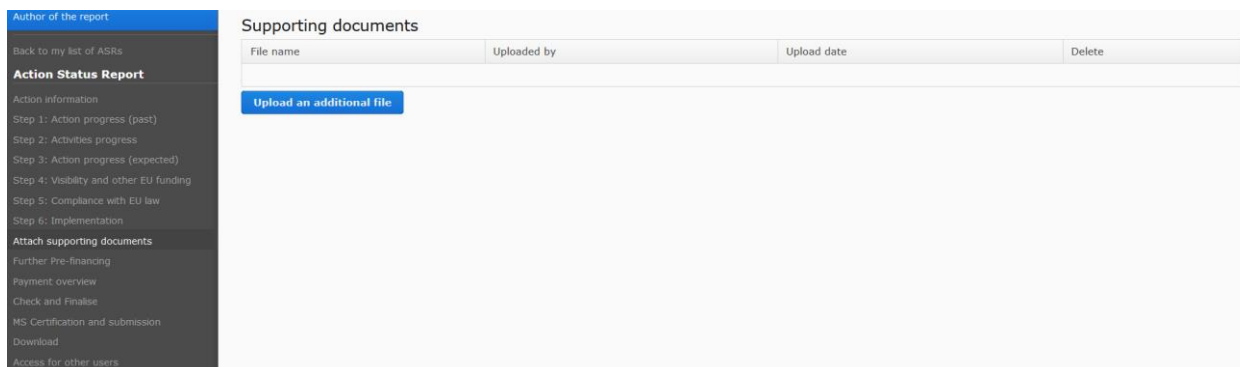 Author of the report
Back to my list of ASRs
Action Status Report
Action information
Step 1: Action progress (past)
Step 2: Activities progress
Step 3: Action progress (expected)
Step 4: Visibility and other EU funding
Step 5: Compliance with EU law
Step 6: Implementation
Attach supporting documents
Further Pre-financing
Payment overview
Check and Finalise
MS Certification and submission
Download
Access for other users
Supporting documents
File name Uploaded by Upload date Delete
Upload an additional file